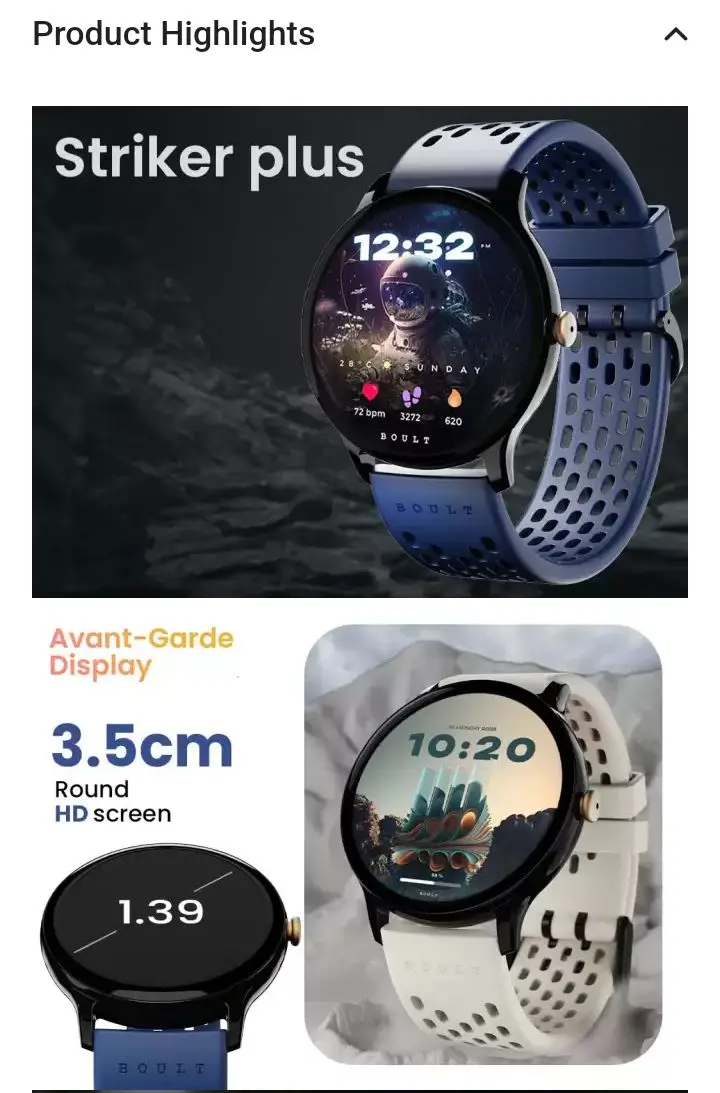 Product Highlights
Striker plus
12:32 PM
28°C SUNDAY
72 bpm 3272 620
BOULT
BOULT
Avant-Garde
Display
3.5cm
Round
HD screen
MONDAY
10:20
BOULT
1.39
BOULT
BOULT